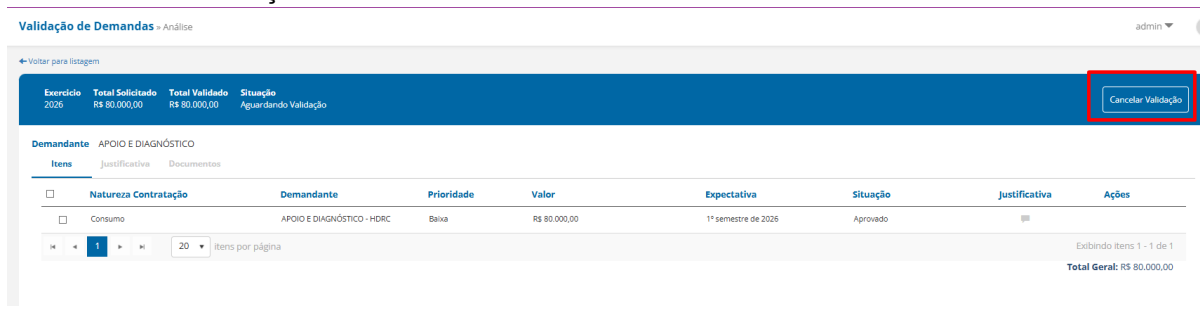 Validação de Demandas » Análise
admin
Voltar para listagem
Exercicio Total Solicitado Total Validado Situação
2026 R$ 80.000,00 R$ 80.000,00 Aguardando Validação
Cancelar Validação
Demandante APOIO E DIAGNÓSTICO
Itens Justificativa Documentos
Natureza Contratação Demandante Prioridade Valor Expectativa Situação Justificativa Ações
Consumo APOIO E DIAGNÓSTICO - HDRC Baixa R$ 80.000,00 1º semestre de 2026 Aprovado
1 20 itens por página Exibindo itens 1 - 1 de 1
Total Geral: R$ 80.000,00